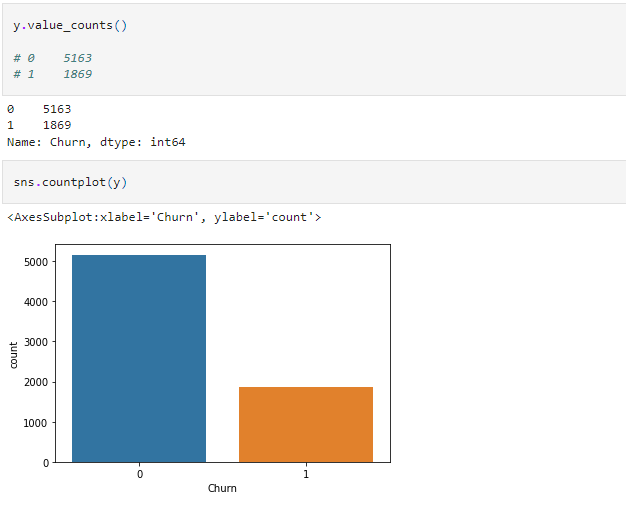 y.value_counts()
# 0    5163
# 1    1869
0    5163
1    1869
Name: Churn, dtype: int64
sns.countplot(y)
<AxesSubplot:xlabel='Churn', ylabel='count'>
5000
4000
3000
2000
1000
0
count
0    1
Churn